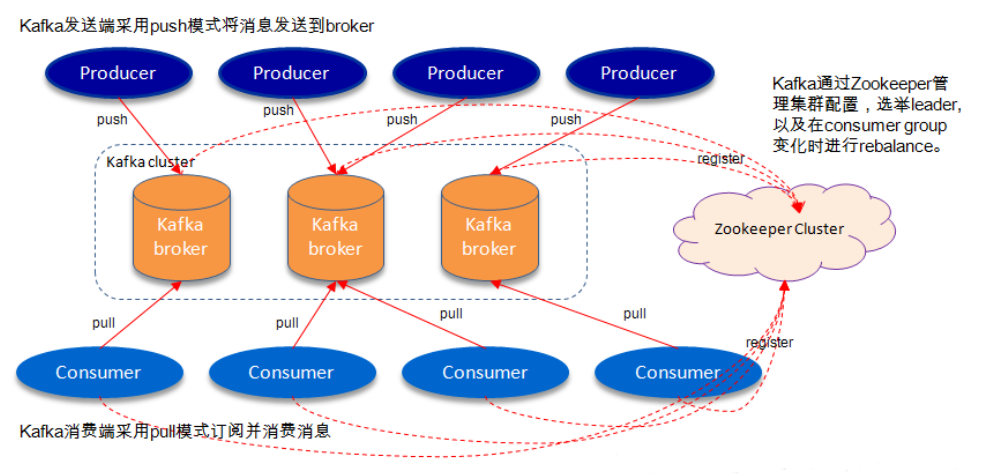 Kafka发送端采用push模式将消息发送到broker
Producer
Producer
Producer
Producer
Kafka通过Zookeeper管
理集群配置，选举leader,
以及在consumer group
变化时进行rebalance。
push
push
push
push
Kafka cluster
register
Kafka
broker
Kafka
broker
Kafka
broker
Zookeeper Cluster
pull
pull
pull
pull
register
Consumer
Consumer
Consumer
Consumer
Kafka消费端采用pull模式订阅并消费消息